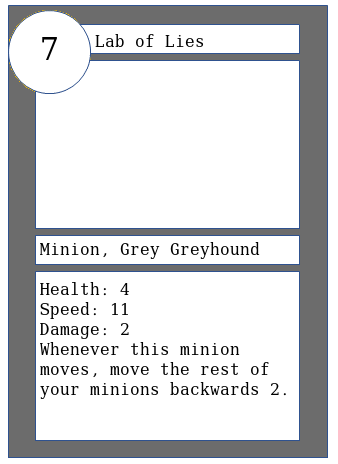 7
Lab of Lies
Minion, Grey Greyhound
Health: 4
Speed: 11
Damage: 2
Whenever this minion
moves, move the rest of
your minions backwards 2.